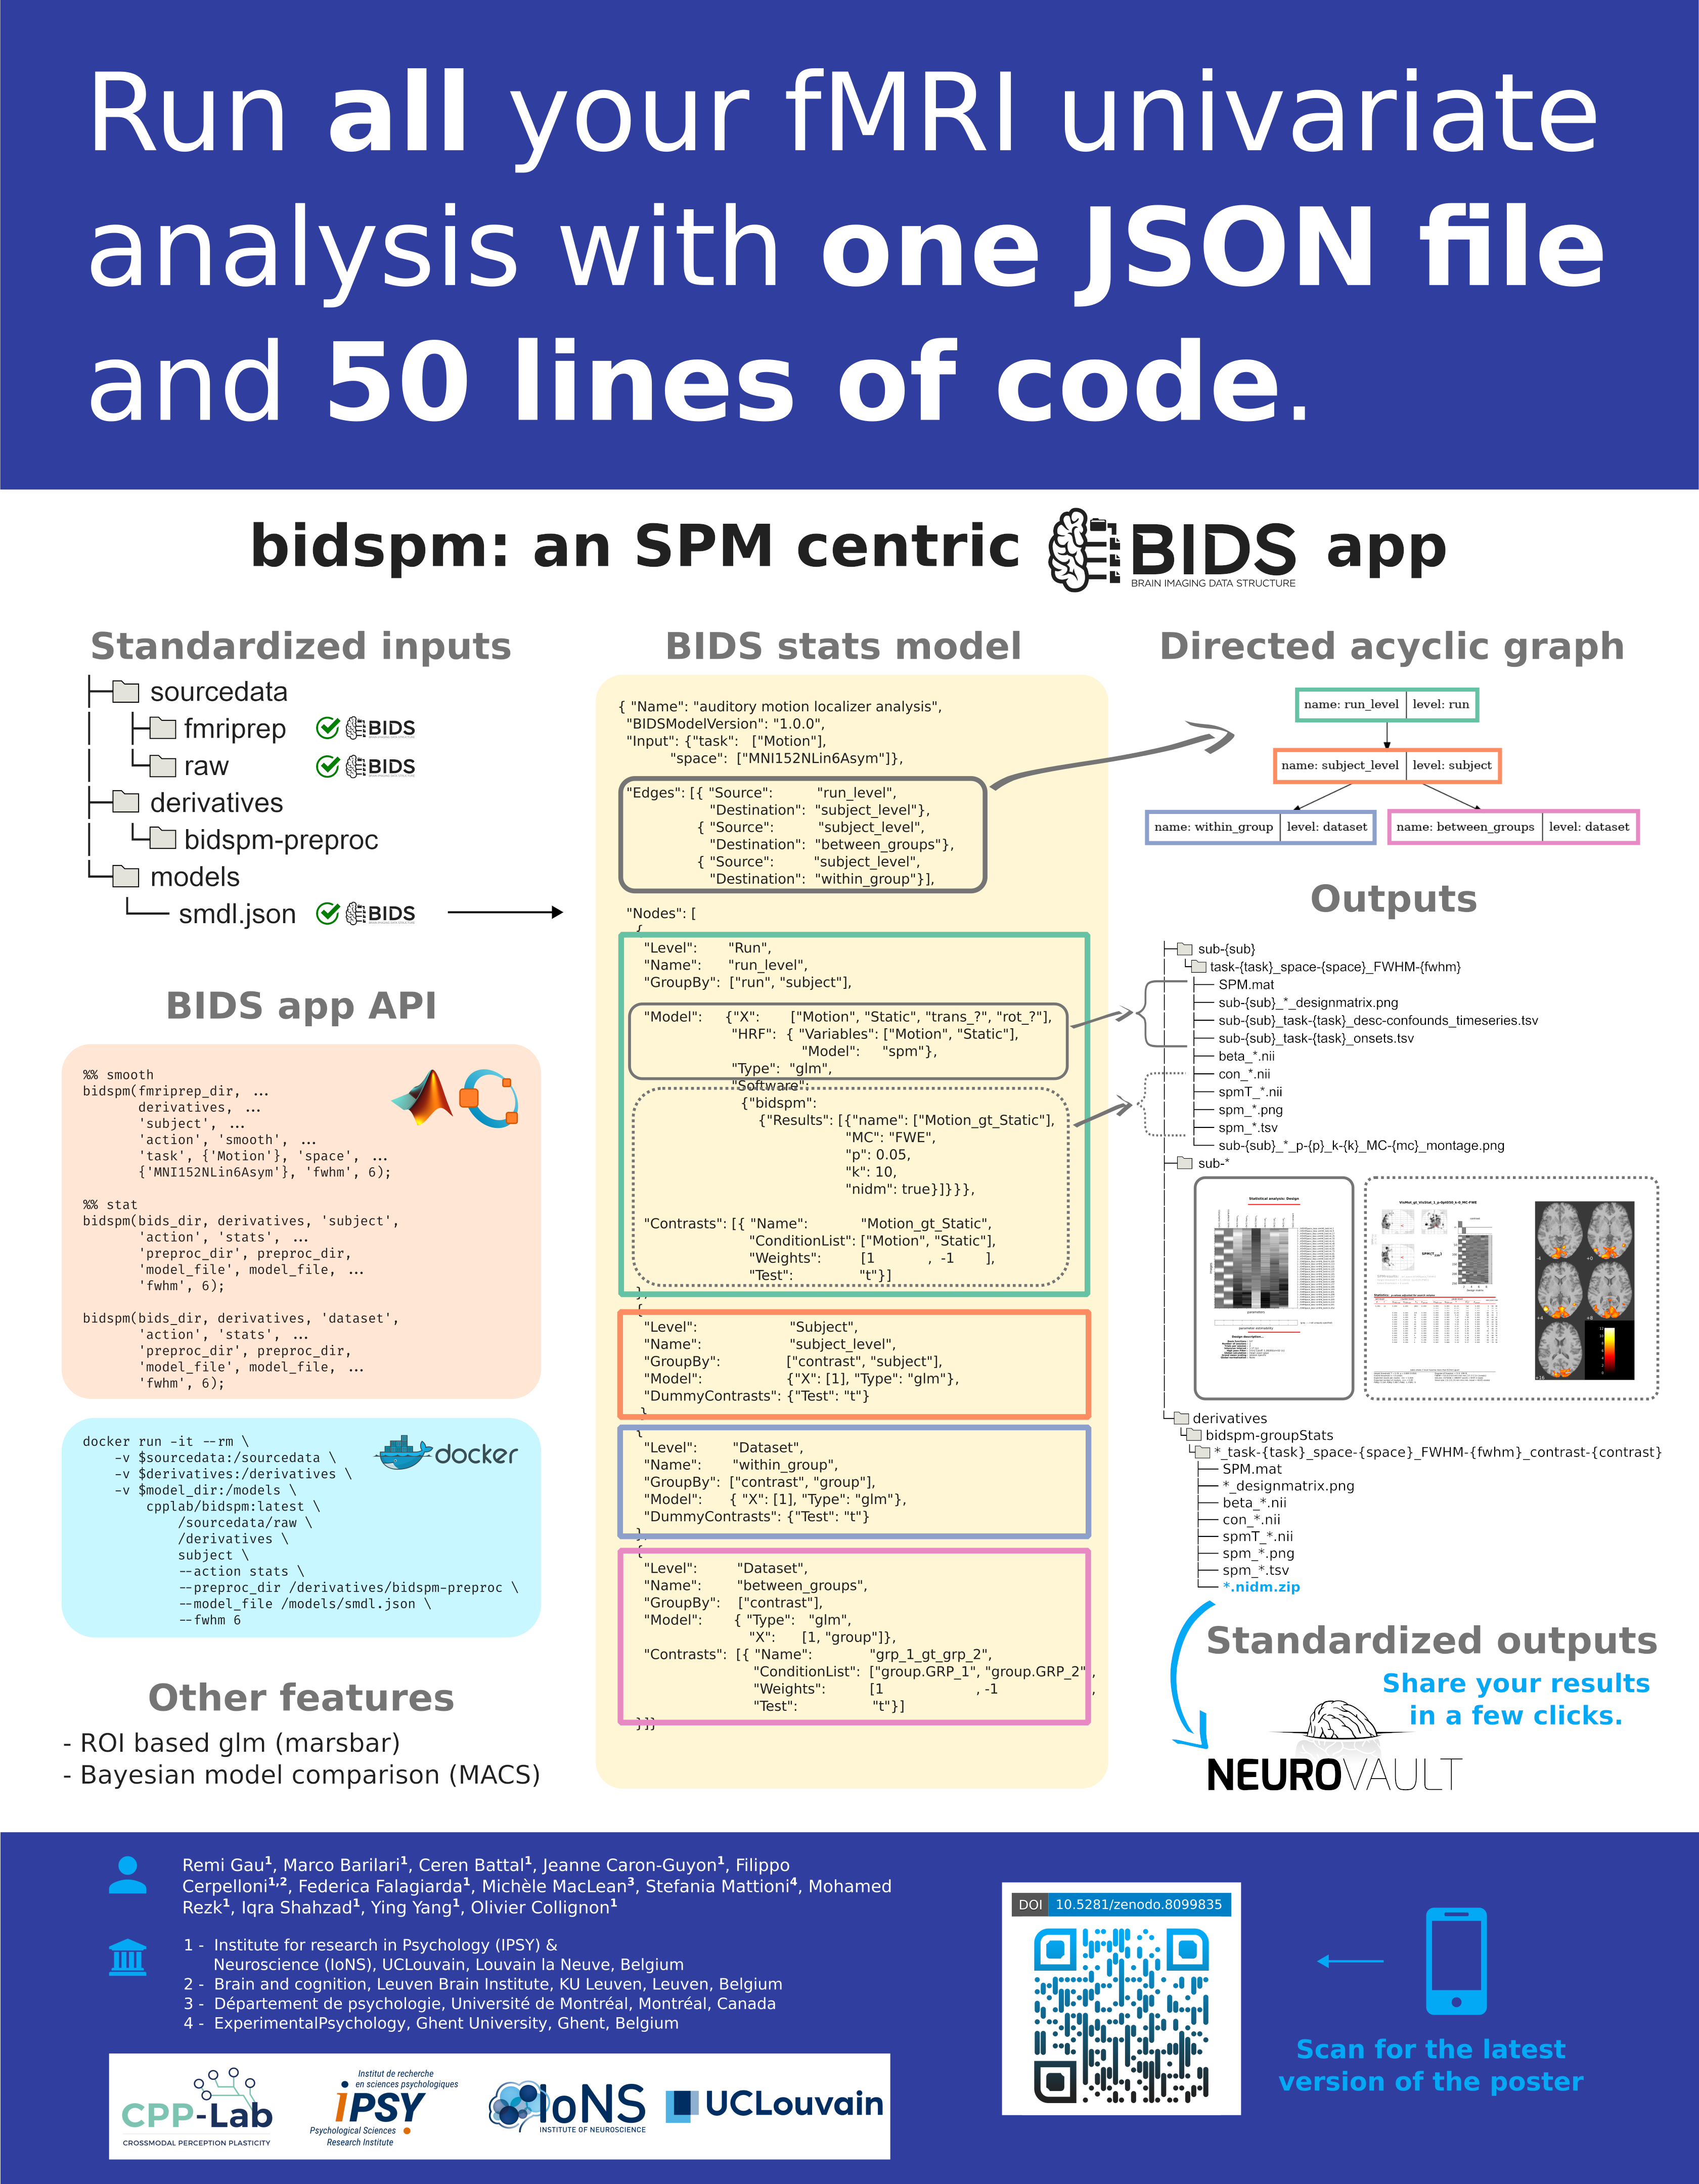 Run all your fMRI univariate
analysis with one JSON file
and 50 lines of code.
bidspm: an SPM centric BIDS app
BRAIN IMAGING DATA STRUCTURE
Standardized inputs
sourcedata
fmriprep BIDS
raw BIDS
derivatives
bidspm-preproc
models
smdl.json BIDS
BIDS app API
%% smooth
bidspm(fmriprep_dir, ...
derivatives, ...
'subject', ...
'action', 'smooth', ...
'task', {'Motion'}, 'space', ...
{'MNI152NLin6Asym'}, 'fwhm', 6);
%% stat
bidspm(bids_dir, derivatives, 'subject',
'action', 'stats', ...
'preproc_dir', preproc_dir,
'model_file', model_file, ...
'fwhm', 6);
bidspm(bids_dir, derivatives, 'dataset',
'action', 'stats', ...
'preproc_dir', preproc_dir,
'model_file', model_file, ...
'fwhm', 6);
docker
docker run -it --rm \
-v $sourcedata:/sourcedata \
-v $derivatives:/derivatives \
-v $model_dir:/models \
cpplab/bidspm:latest \
/sourcedata/raw \
/derivatives \
subject \
--action stats \
--preproc_dir /derivatives/bidspm-preproc \
--model_file /models/smdl.json \
--fwhm 6
Other features
- ROI based glm (marsbar)
- Bayesian model comparison (MACS)
BIDS stats model
{ "Name": "auditory motion localizer analysis",
"BIDSModelVersion": "1.0.0",
"Input": {"task": ["Motion"],
"space": ["MNI152NLin6Asym"]},
"Edges": [{ "Source": "run_level",
"Destination": "subject_level"},
{ "Source": "subject_level",
"Destination": "between_groups"},
{ "Source": "subject_level",
"Destination": "within_group"}],
"Nodes": [
{
"Level": "Run",
"Name": "run_level",
"GroupBy": ["run", "subject"],
"Model": {"X": ["Motion", "Static", "trans_?", "rot_?"],
"HRF": { "Variables": ["Motion", "Static"],
"Model": "spm"},
"Type": "glm",
"Software":
{"bidspm":
{"Results": [{"name": ["Motion_gt_Static"],
"MC": "FWE",
"p": 0.05,
"k": 10,
"nidm": true}]}}},
"Contrasts": [{ "Name": "Motion_gt_Static",
"ConditionList": ["Motion", "Static"],
"Weights": [1 , -1 ],
"Test": "t"}]
},
{
"Level": "Subject",
"Name": "subject_level",
"GroupBy": ["contrast", "subject"],
"Model": {"X": [1], "Type": "glm"},
"DummyContrasts": {"Test": "t"}
},
{
"Level": "Dataset",
"Name": "within_group",
"GroupBy": ["contrast", "group"],
"Model": { "X": [1], "Type": "glm"},
"DummyContrasts": {"Test": "t"}
},
{
"Level": "Dataset",
"Name": "between_groups",
"GroupBy": ["contrast"],
"Model": { "Type": "glm",
"X": [1, "group"]},
"Contrasts": [{ "Name": "grp_1_gt_grp_2",
"ConditionList": ["group.GRP_1", "group.GRP_2"],
"Weights": [1 , -1 ],
"Test": "t"}]
}]}
Directed acyclic graph
name: run_level level: run
name: subject_level level: subject
name: within_group level: dataset
name: between_groups level: dataset
Outputs
sub-{sub}
task-{task}_space-{space}_FWHM-{fwhm}
SPM.mat
sub-{sub}_*_designmatrix.png
sub-{sub}_task-{task}_desc-confounds_timeseries.tsv
sub-{sub}_task-{task}_onsets.tsv
beta_*.nii
con_*.nii
spmT_*.nii
spm_*.png
spm_*.tsv
sub-{sub}_*_p-{p}_k-{k}_MC-{mc}_montage.png
sub-*
Statistical analysis: Design
parameters
parameter estimability
Design description...
derivatives
bidspm-groupStats
*_task-{task}_space-{space}_FWHM-{fwhm}_contrast-{contrast}
SPM.mat
*_designmatrix.png
beta_*.nii
con_*.nii
spmT_*.nii
spm_*.png
spm_*.tsv
*.nidm.zip
Standardized outputs
Share your results
in a few clicks.
NEUROVAULT
Remi Gau1, Marco Barilari1, Ceren Battal1, Jeanne Caron-Guyon1, Filippo
Cerpelloni1,2, Federica Falagiarda1, Michèle MacLean3, Stefania Mattioni4, Mohamed
Rezk1, Iqra Shahzad1, Ying Yang1, Olivier Collignon1
1 - Institute for research in Psychology (IPSY) &
Neuroscience (IoNS), UCLouvain, Louvain la Neuve, Belgium
2 - Brain and cognition, Leuven Brain Institute, KU Leuven, Leuven, Belgium
3 - Département de psychologie, Université de Montréal, Montréal, Canada
4 - ExperimentalPsychology, Ghent University, Ghent, Belgium
CPP-Lab
CROSSMODAL PERCEPTION PLASTICITY
Institut de recherche
en sciences psychologiques
iPSY
Psychological Sciences
Research Institute
IoNS
INSTITUTE OF NEUROSCIENCE
UCLouvain
DOI 10.5281/zenodo.8099835
Scan for the latest
version of the poster